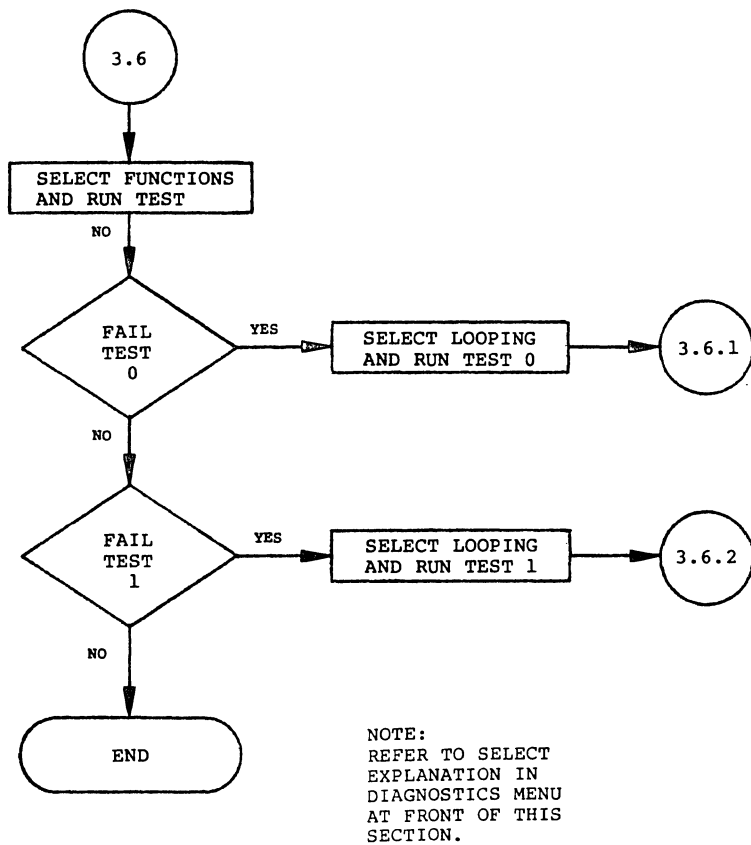 3.6
SELECT FUNCTIONS
AND RUN TEST
NO
FAIL
TEST
0
YES
SELECT LOOPING
AND RUN TEST 0
3.6.1
NO
FAIL
TEST
1
YES
SELECT LOOPING
AND RUN TEST 1
3.6.2
NO
END
NOTE:
REFER TO SELECT
EXPLANATION IN
DIAGNOSTICS MENU
AT FRONT OF THIS
SECTION.